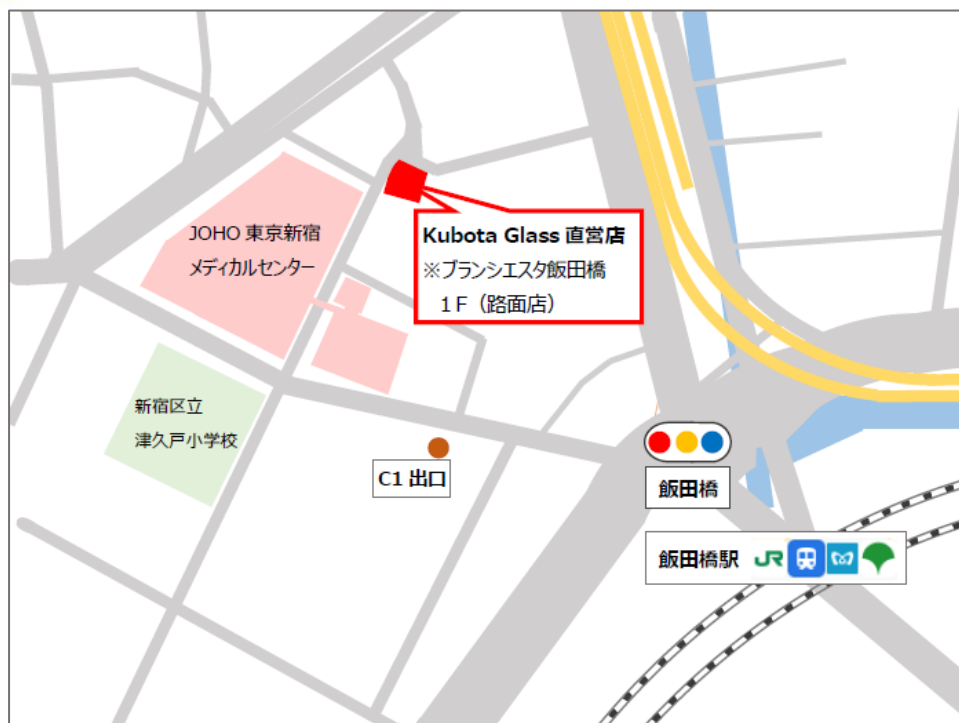 JOHO 東京新宿
メディカルセンター
Kubota Glass 直営店
※ブランシエスタ飯田橋
1F（路面店）
新宿区立
津久戸小学校
C1 出口
飯田橋
飯田橋駅 JR